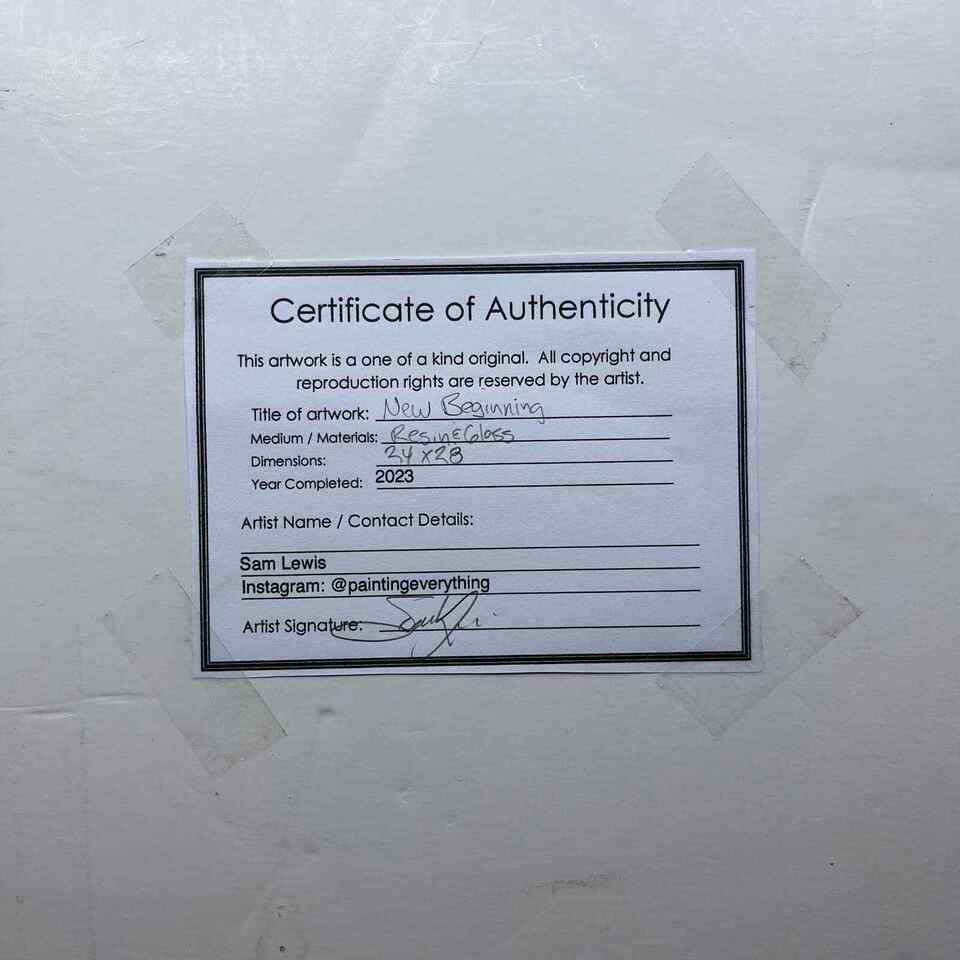 Certificate of Authenticity
This artwork is a one of a kind original. All copyright and
reproduction rights are reserved by the artist.
Title of artwork: New Beginning
Medium / Materials: Resin & Glass
Dimensions: 24 x 28
Year Completed: 2023
Artist Name / Contact Details:
Sam Lewis
Instagram: @paintingeverything
Artist Signature: